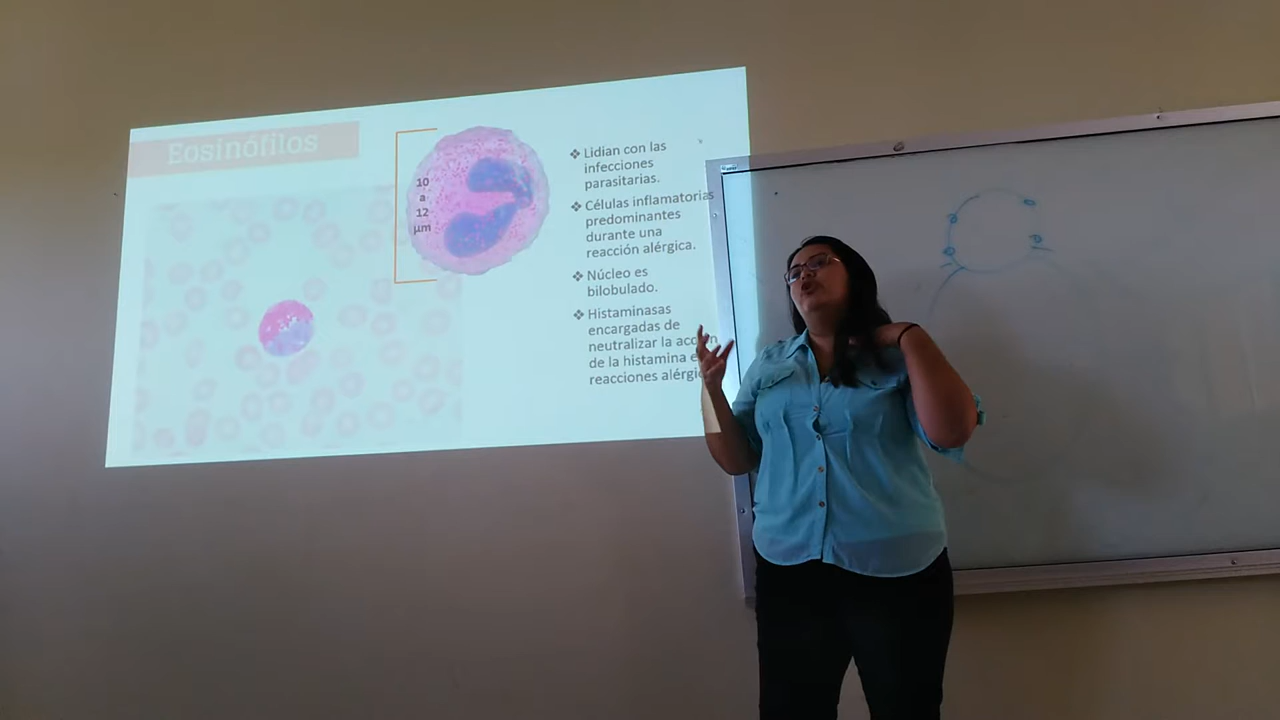 Eosinófilos
10
a
12
μm
❖ Lidian con las
infecciones
parasitarias.
❖ Células inflamatorias
predominantes
durante una
reacción alérgica.
❖ Núcleo es
bilobulado.
❖ Histaminasas
encargadas de
neutralizar la
de la histamina
reacciones